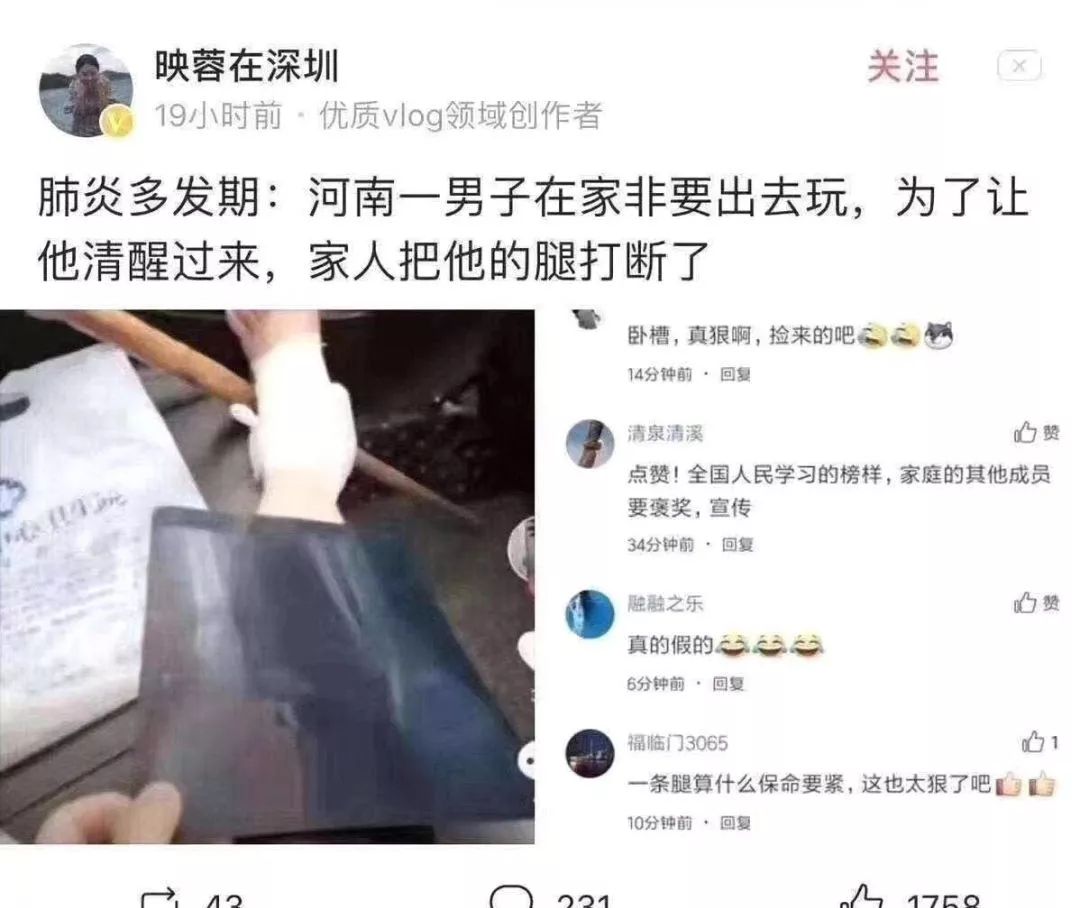 映蓉在深圳
关注
19小时前 · 优质vlog领域创作者
肺炎多发期：河南一男子在家非要出去玩，为了让
他清醒过来，家人把他的腿打断了
卧槽，真狠啊，捡来的吧
14分钟前 · 回复
清泉清溪
赞
点赞！全国人民学习的榜样，家庭的其他成员
要褒奖，宣传
34分钟前 · 回复
融融之乐
赞
真的假的
6分钟前 · 回复
福临门3065
1
一条腿算什么保命要紧，这也太狠了吧
10分钟前 · 回复
43
231
1758